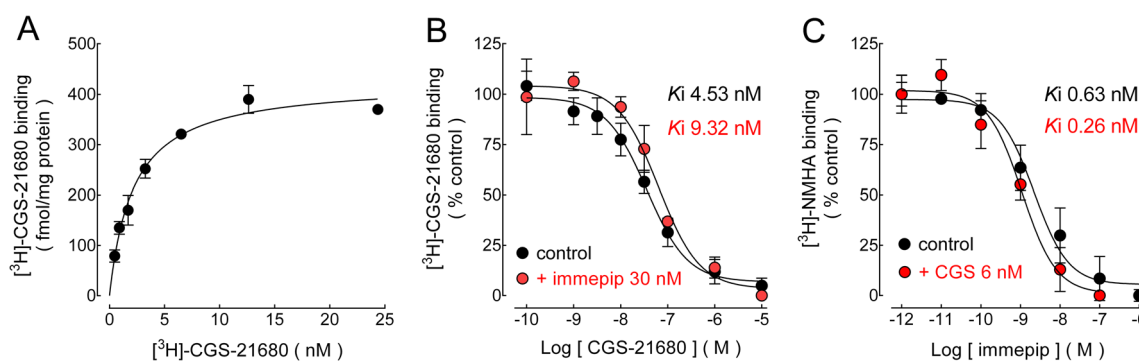 A
[³H]-CGS-21680 binding
( fmol/mg protein )
500
400
300
200
100
0
0 5 10 15 20 25
[³H]-CGS-21680 ( nM )
B
[³H]-CGS-21680 binding
( % control )
125
100
75
50
25
0
Ki 4.53 nM
Ki 9.32 nM
control
+ immepip 30 nM
-10 -9 -8 -7 -6 -5
Log [ CGS-21680 ] ( M )
C
[³H]-NMHA binding
( % control )
125
100
75
50
25
0
Ki 0.63 nM
Ki 0.26 nM
control
+ CGS 6 nM
-12 -11 -10 -9 -8 -7
Log [ immepip ] ( M )